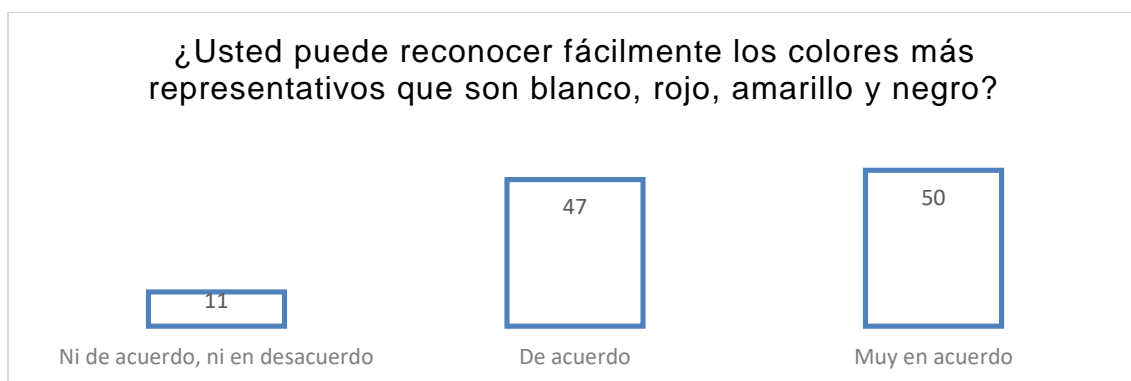 ¿Usted puede reconocer fácilmente los colores más
representativos que son blanco, rojo, amarillo y negro?
11
47
50
Ni de acuerdo, ni en desacuerdo
De acuerdo
Muy en acuerdo